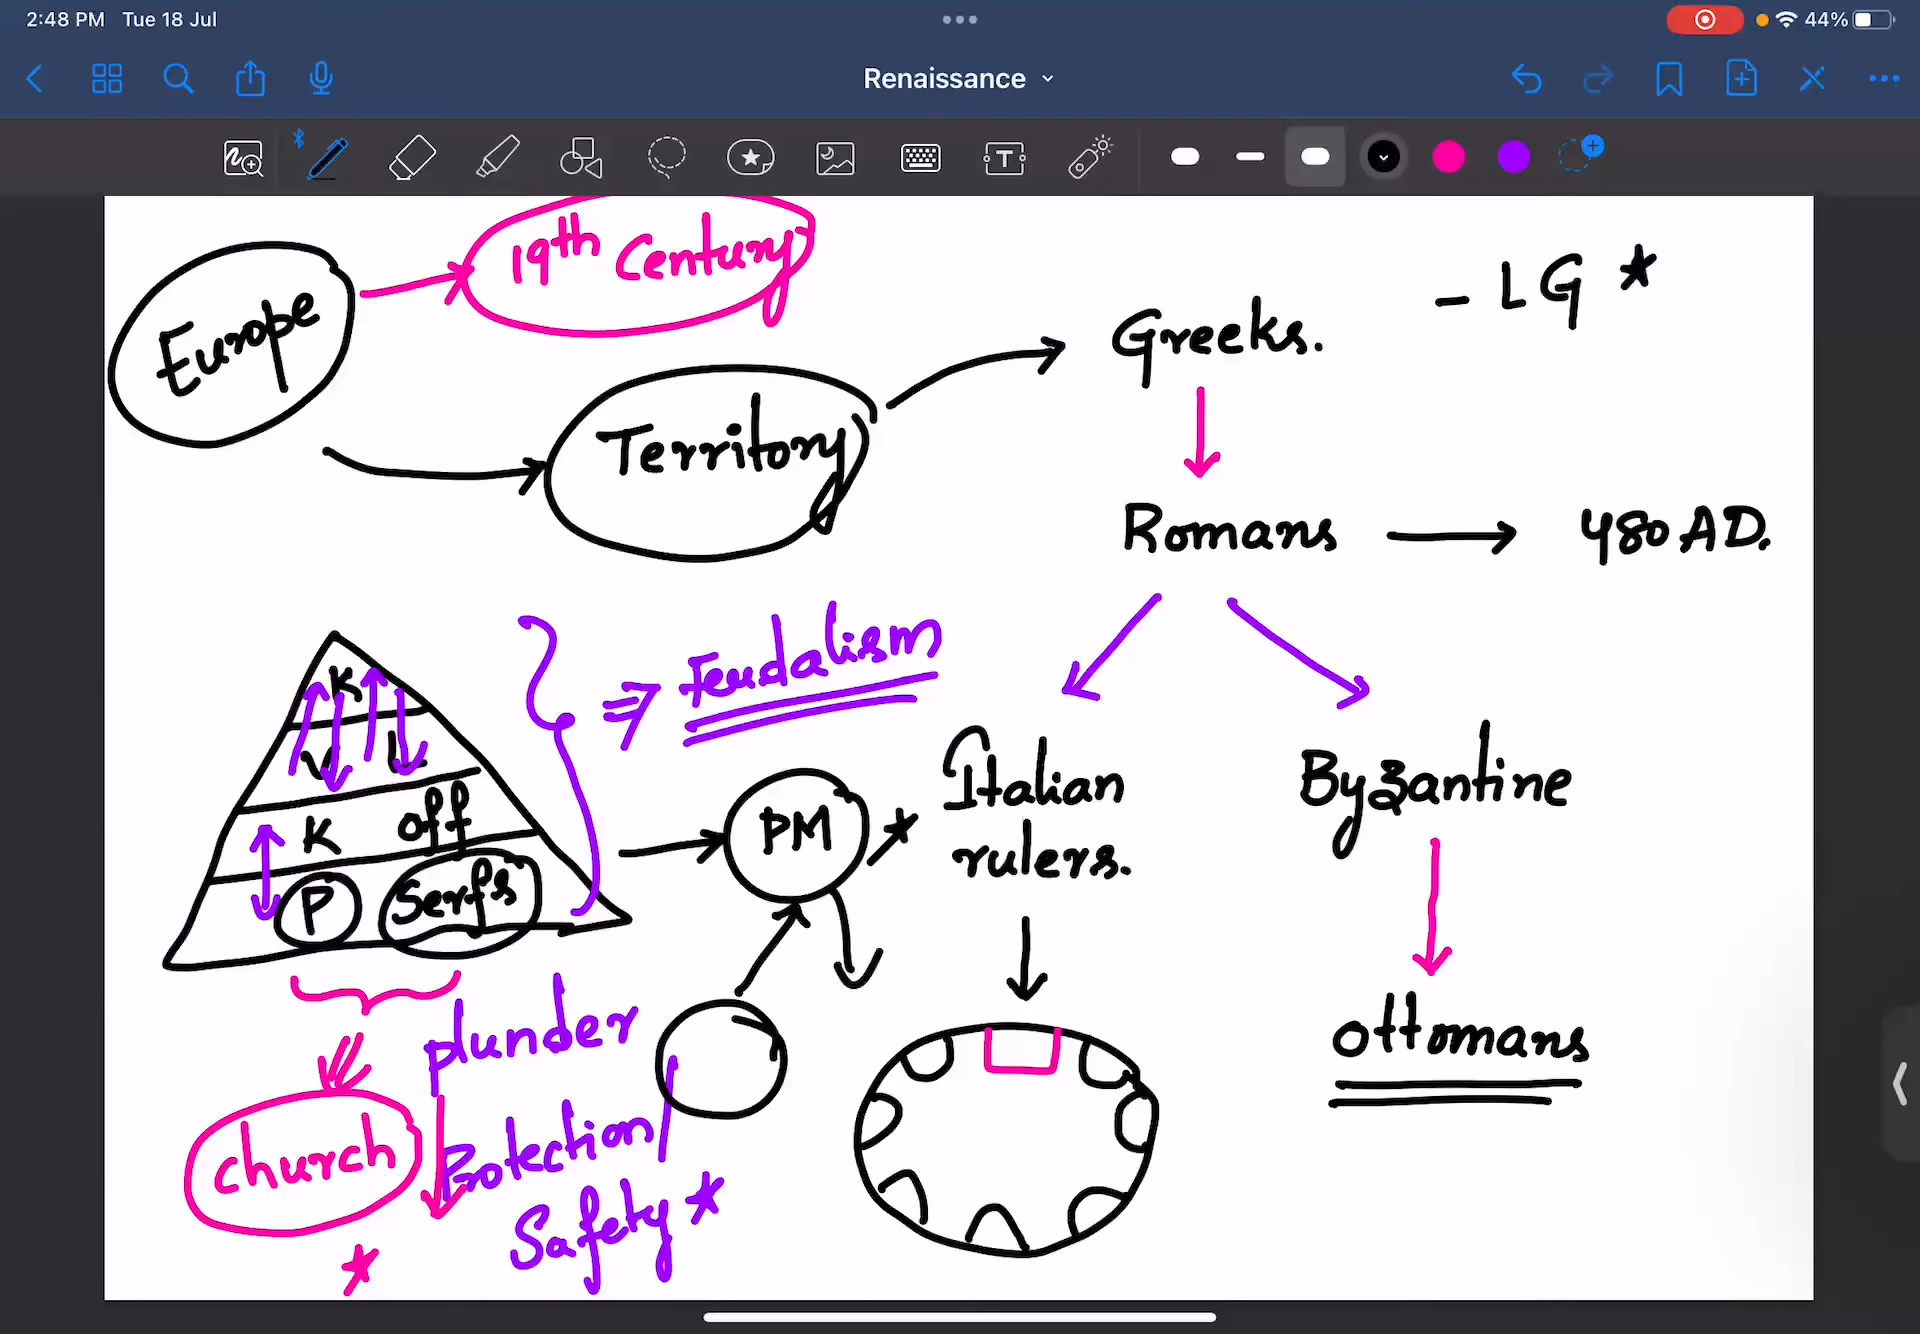 2:48 PM Tue 18 Jul
44%
Renaissance
T
19th Century
Europe
- LG *
Greeks.
Territory
Romans
480 AD.
Feudalism
K
V L
K off
P Serfs
PM *
Italian
rulers.
Byzantine
plunder
ottomans
church
Protection/
Safety *
*